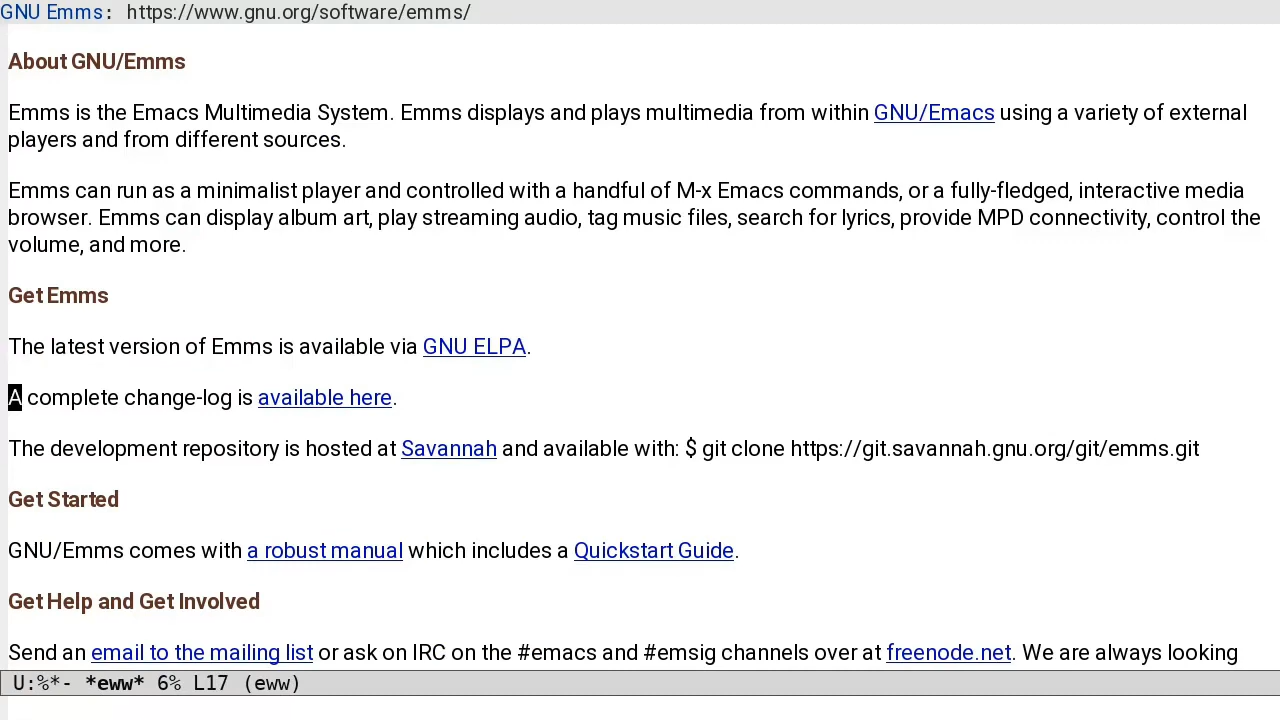 GNU Emms: https://www.gnu.org/software/emms/
About GNU/Emms
Emms is the Emacs Multimedia System. Emms displays and plays multimedia from within GNU/Emacs using a variety of external
players and from different sources.
Emms can run as a minimalist player and controlled with a handful of M-x Emacs commands, or a fully-fledged, interactive media
browser. Emms can display album art, play streaming audio, tag music files, search for lyrics, provide MPD connectivity, control the
volume, and more.
Get Emms
The latest version of Emms is available via GNU ELPA.
A complete change-log is available here.
The development repository is hosted at Savannah and available with: $ git clone https://git.savannah.gnu.org/git/emms.git
Get Started
GNU/Emms comes with a robust manual which includes a Quickstart Guide.
Get Help and Get Involved
Send an email to the mailing list or ask on IRC on the #emacs and #emsig channels over at freenode.net. We are always looking
U:%*- *eww* 6% L17 (eww)